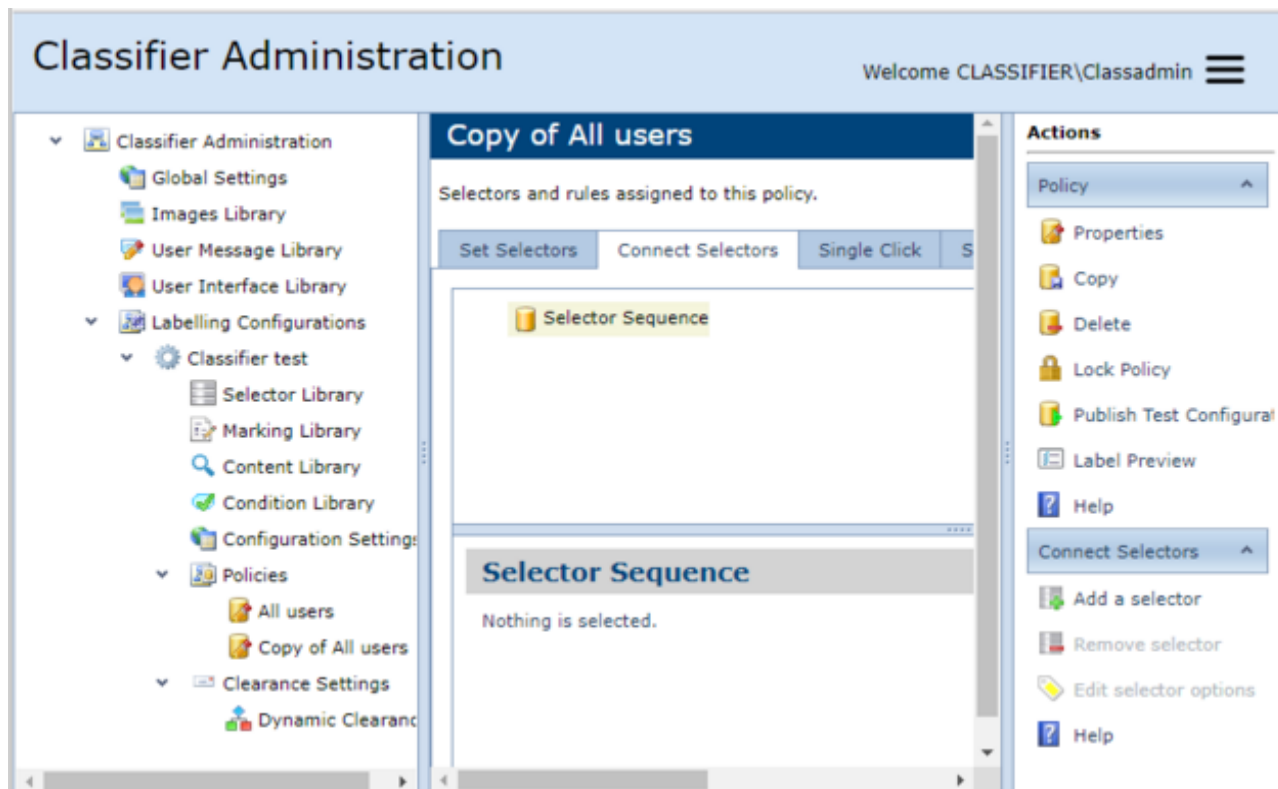 Classifier Administration
Welcome CLASSIFIER\Classadmin
Classifier Administration
Global Settings
Images Library
User Message Library
User Interface Library
Labelling Configurations
Classifier test
Selector Library
Marking Library
Content Library
Condition Library
Configuration Settings
Policies
All users
Copy of All users
Clearance Settings
Dynamic Clearanc
Copy of All users
Selectors and rules assigned to this policy.
Set Selectors Connect Selectors Single Click S
Selector Sequence
Selector Sequence
Nothing is selected.
Actions
Policy
Properties
Copy
Delete
Lock Policy
Publish Test Configurat
Label Preview
Help
Connect Selectors
Add a selector
Remove selector
Edit selector options
Help